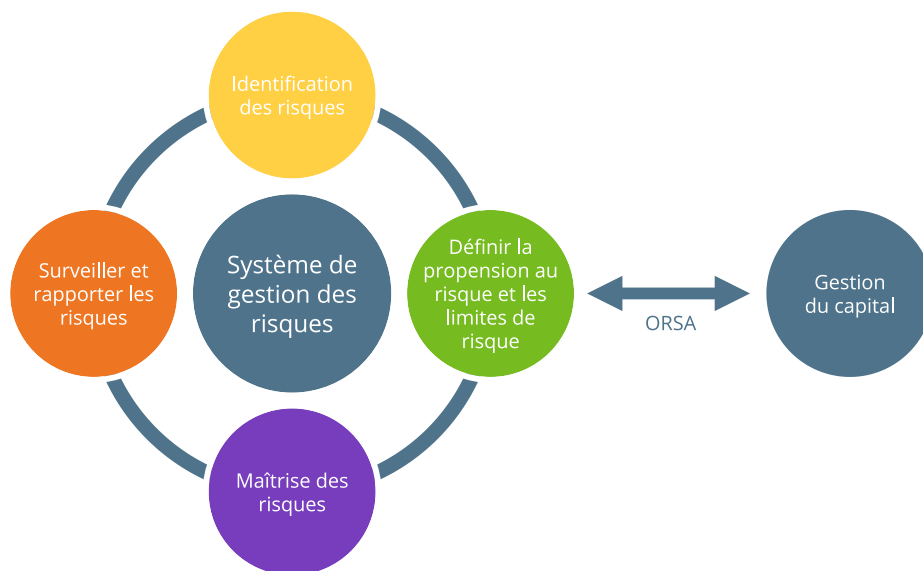 Identification
des risques
Surveiller et
rapporter les
risques
Système de
gestion des
risques
Définir la
propension au
risque et les
limites de
risque
ORSA
Gestion
du capital
Maîtrise des
risques